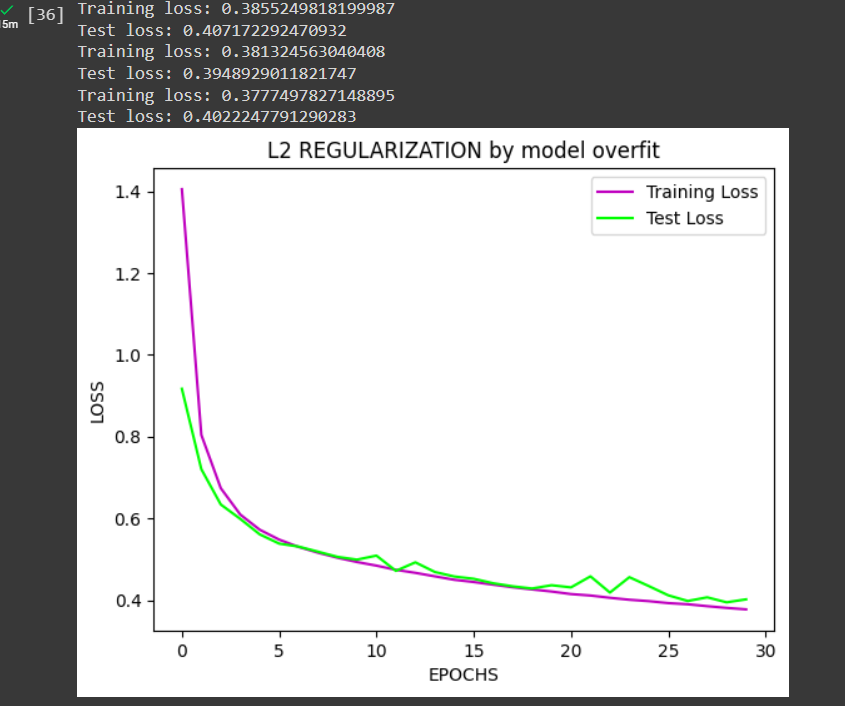 [36] Training loss: 0.3855249818199987
Test loss: 0.407172292470932
Training loss: 0.381324563040408
Test loss: 0.3948929011821747
Training loss: 0.3777497827148895
Test loss: 0.4022247791290283
L2 REGULARIZATION by model overfit
Training Loss
Test Loss
1.4
1.2
1.0
0.8
0.6
0.4
LOSS
0 5 10 15 20 25 30
EPOCHS